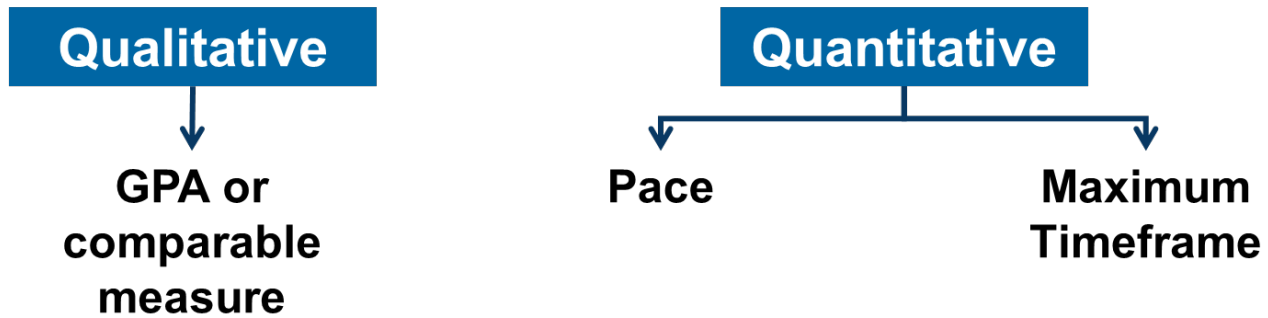 Qualitative
Quantitative
GPA or
comparable
measure
Pace
Maximum
Timeframe